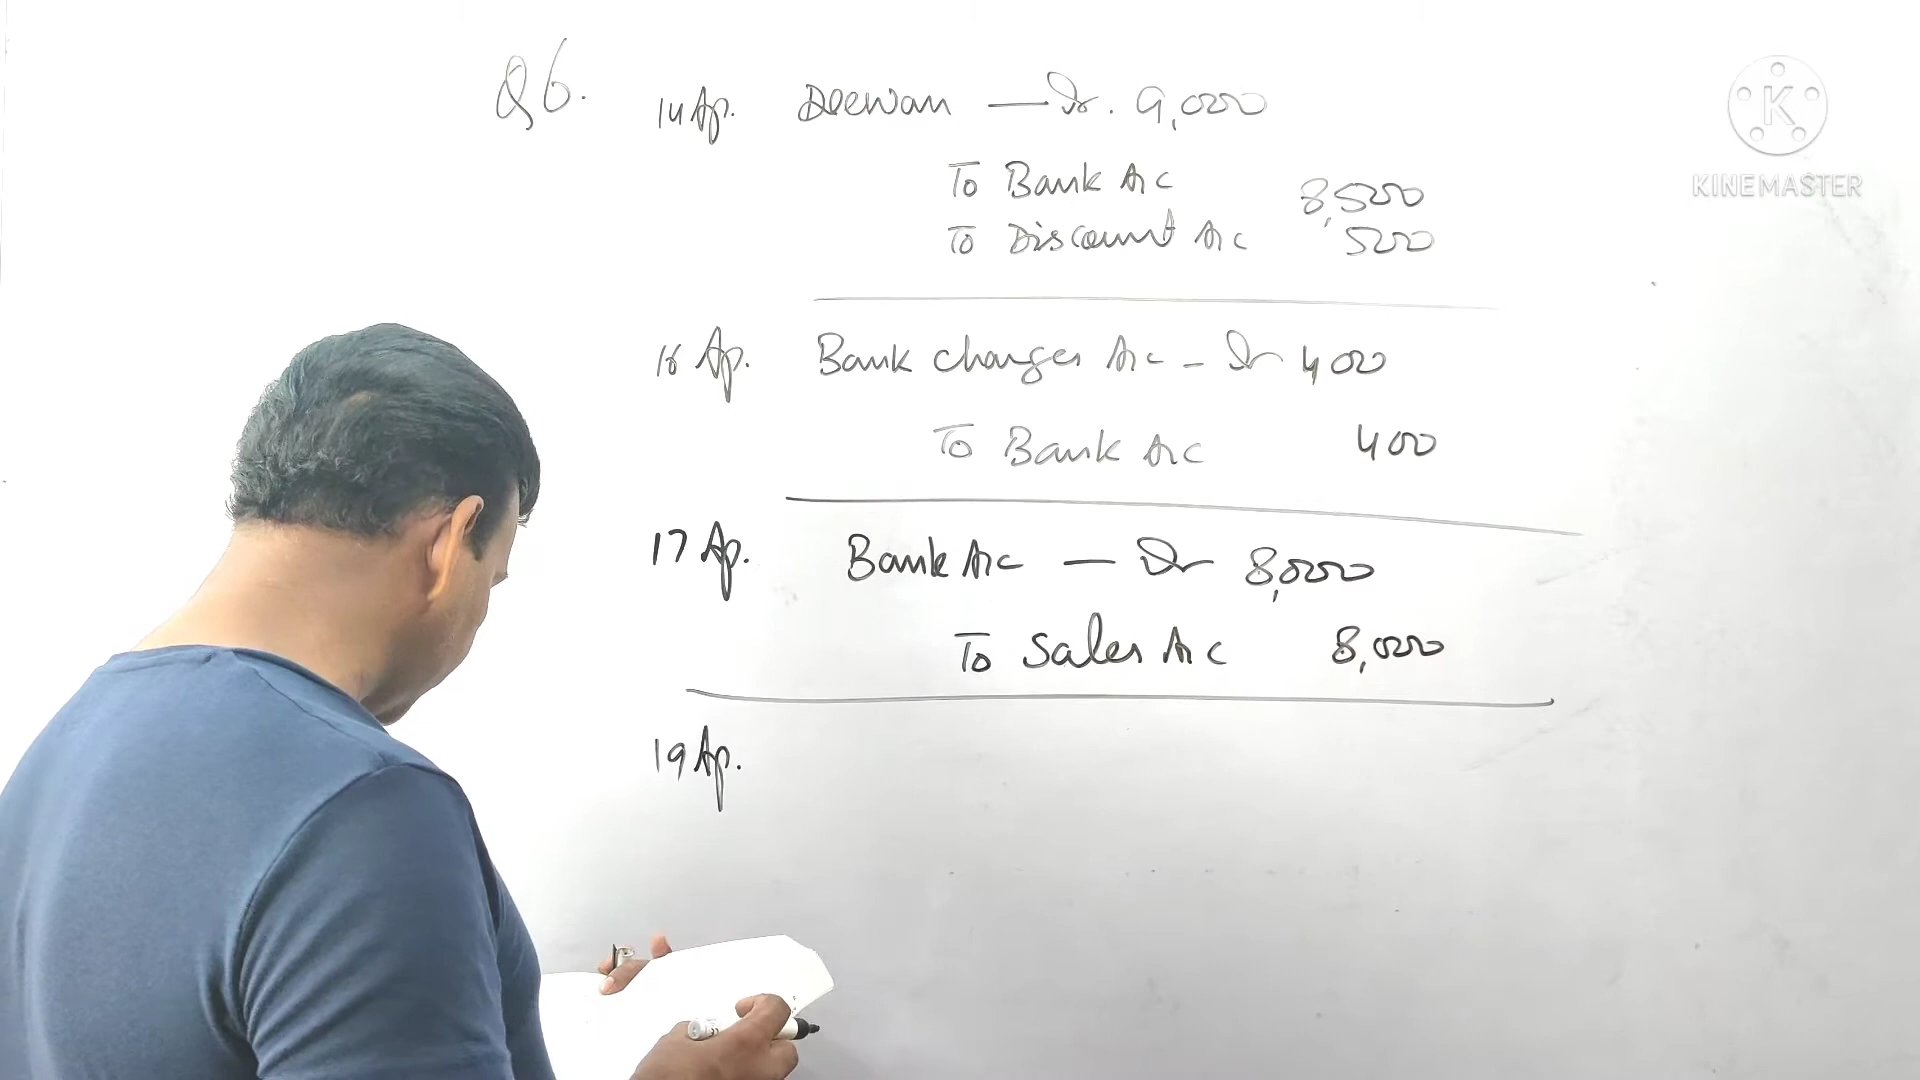 Q6.
14 Ap. Deewan — Dr. 9,000
To Bank A/c 8,500
To Discount A/c 500
16 Ap. Bank charges A/c - Dr 400
To Bank A/c 400
17 Ap. Bank A/c — Dr 8,000
To Sales A/c 8,000
19 Ap.
K
KINEMASTER